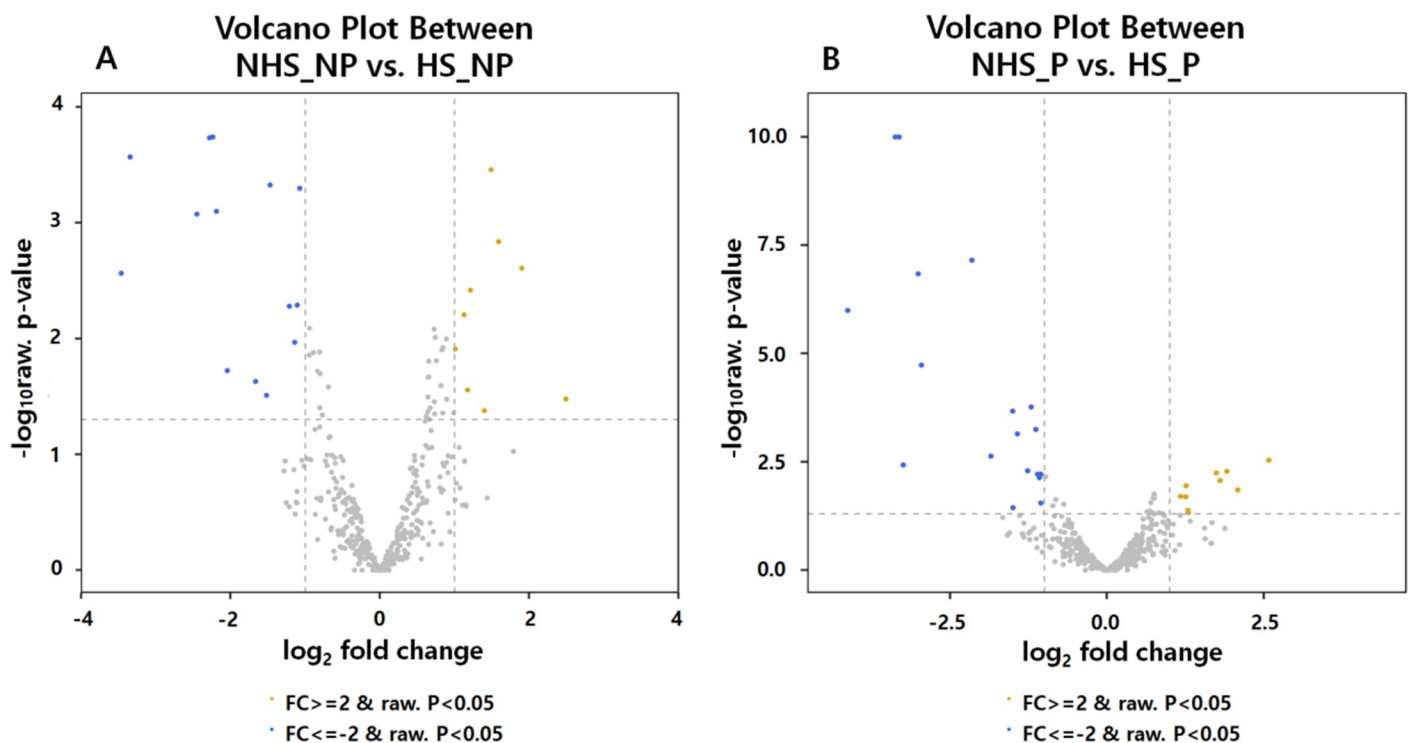 Volcano Plot Between
NHS_NP vs. HS_NP
A
4
3
2
1
0
-log10raw. p-value
-4
-2
0
2
4
log2 fold change
FC>=2 & raw. P<0.05
FC<=-2 & raw. P<0.05
Volcano Plot Between
NHS_P vs. HS_P
B
10.0
7.5
5.0
2.5
0.0
-log10raw. p-value
-2.5
0.0
2.5
log2 fold change
FC>=2 & raw. P<0.05
FC<=-2 & raw. P<0.05